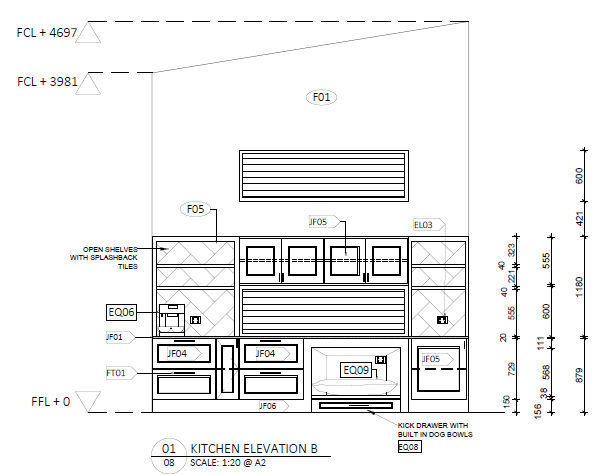 FCL + 4697
FCL + 3981
F01
600
421
F05
JF05
EL03
OPEN SHELVES
WITH SPLASHBACK
TILES
323
555
40
221
1180
40
EQ06
555
600
JF01
20
111
JF04
JF04
JF05
FT01
EQ09
729
568
879
38
FFL + 0
JF06
150
156
KICK DRAWER WITH
BUILT IN DOG BOWLS
EQ08
01 KITCHEN ELEVATION B
08 SCALE: 1:20 @ A2